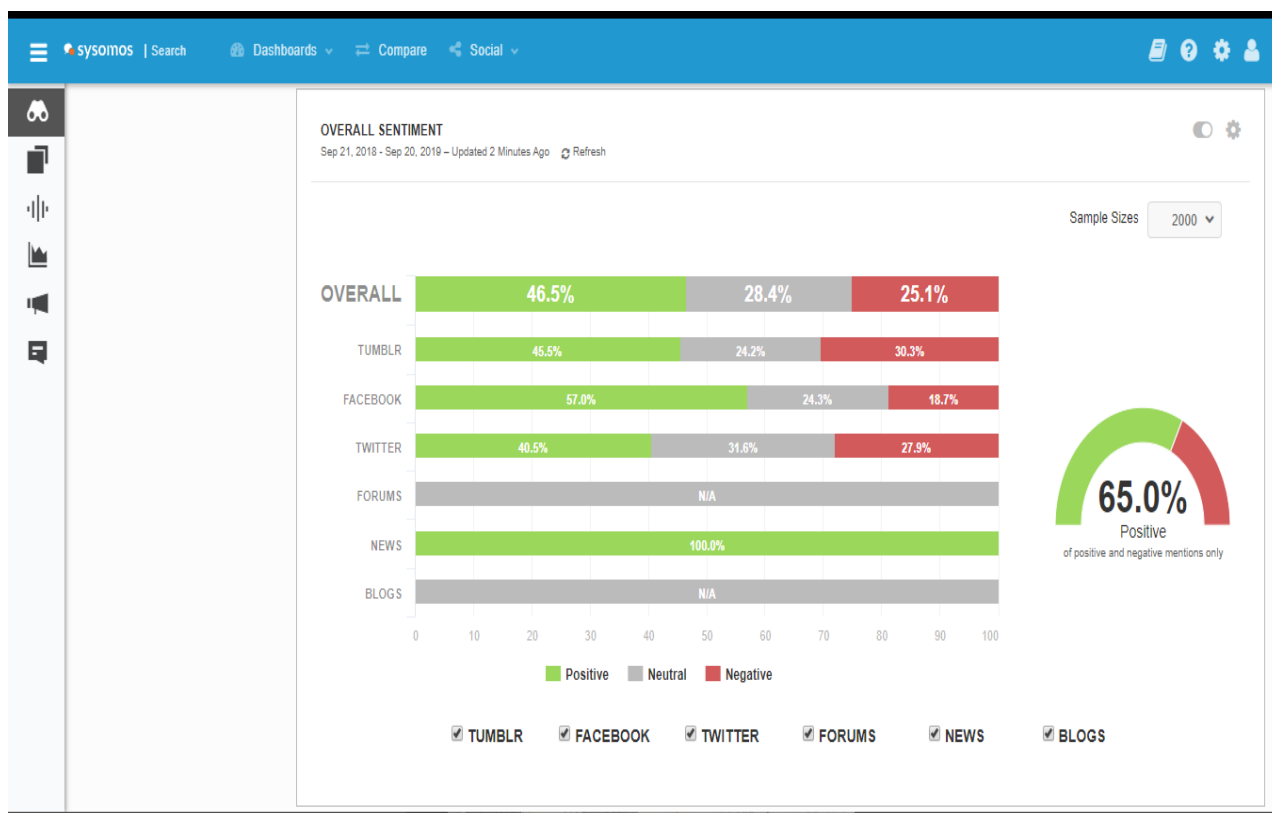 sysomos | Search Dashboards Compare Social
OVERALL SENTIMENT
Sep 21, 2018 - Sep 20, 2019 – Updated 2 Minutes Ago Refresh
Sample Sizes 2000
OVERALL 46.5% 28.4% 25.1%
TUMBLR 45.5% 24.2% 30.3%
FACEBOOK 57.0% 24.3% 18.7%
TWITTER 40.5% 31.6% 27.9%
FORUMS N/A
NEWS 100.0%
BLOGS N/A
0 10 20 30 40 50 60 70 80 90 100
Positive Neutral Negative
65.0%
Positive
of positive and negative mentions only
TUMBLR FACEBOOK TWITTER FORUMS NEWS BLOGS